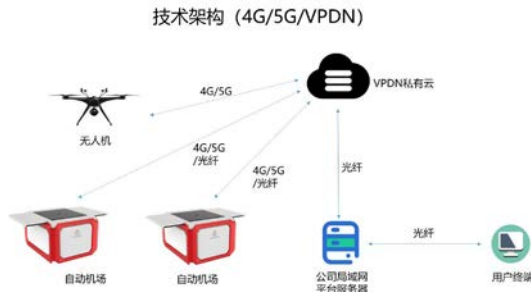 技术架构（4G/5G/VPDN）
VPDN私有云
4G/5G
无人机
4G/5G
/光纤
4G/5G
/光纤
光纤
光纤
自动机场
自动机场
公司局域网
平台服务器
用户终端